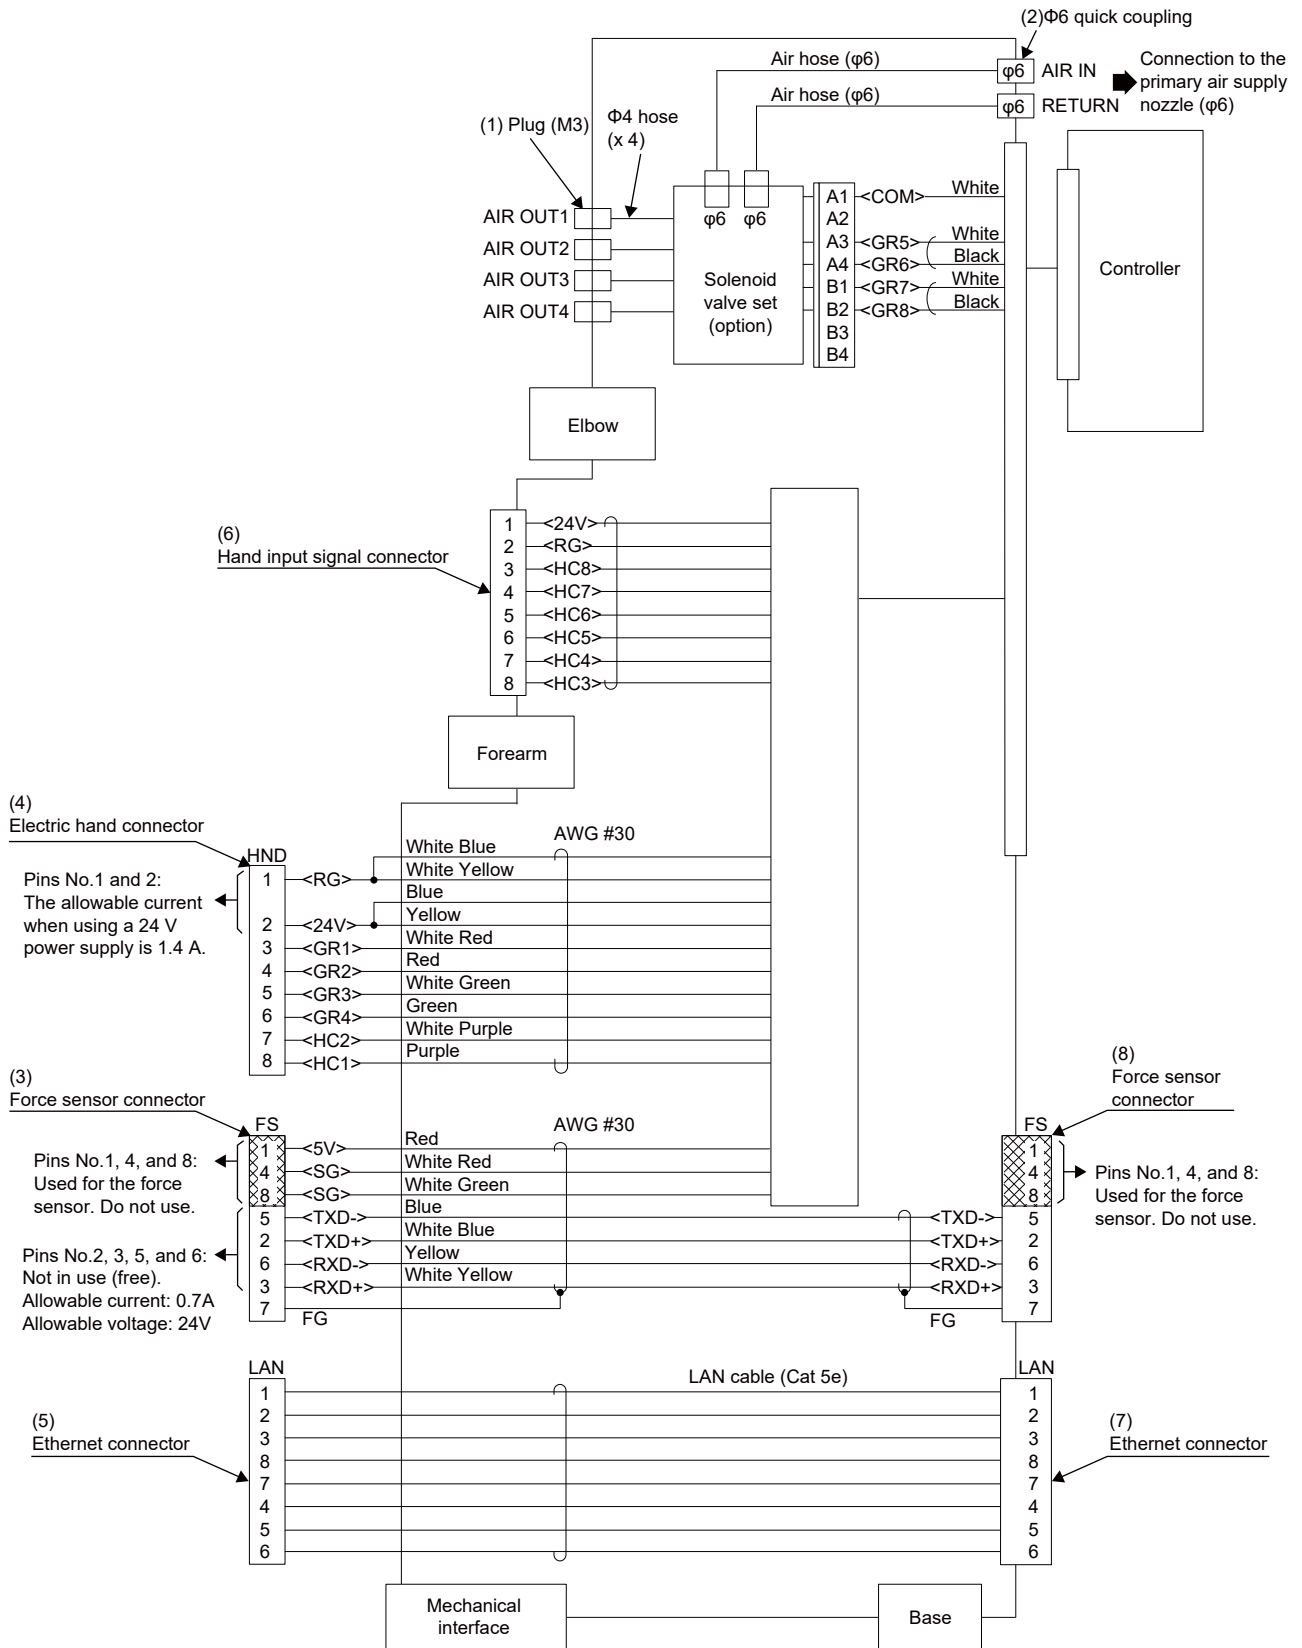 (2)Φ6 quick coupling
Air hose (φ6)
φ6 AIR IN
Connection to the
primary air supply
nozzle (φ6)
Air hose (φ6)
φ6 RETURN
(1) Plug (M3)
Φ4 hose
(x 4)
AIR OUT1
AIR OUT2
AIR OUT3
AIR OUT4
φ6 φ6
Solenoid
valve set
(option)
A1 <COM> White
A2
A3 <GR5> White
A4 <GR6> Black
B1 <GR7> White
B2 <GR8> Black
B3
B4
Controller
Elbow
(6)
Hand input signal connector
1 <24V>
2 <RG>
3 <HC8>
4 <HC7>
5 <HC6>
6 <HC5>
7 <HC4>
8 <HC3>
Forearm
(4)
Electric hand connector
HND
AWG #30
Pins No.1 and 2:
The allowable current
when using a 24 V
power supply is 1.4 A.
White Blue
1 <RG> White Yellow
Blue
2 <24V> Yellow
3 <GR1> White Red
4 <GR2> Red
5 <GR3> White Green
6 <GR4> Green
7 <HC2> White Purple
8 <HC1> Purple
(3)
Force sensor connector
FS
AWG #30
Pins No.1, 4, and 8:
Used for the force
sensor. Do not use.
1 <5V> Red
4 <SG> White Red
8 <SG> White Green
5 <TXD-> Blue <TXD-> 5
2 <TXD+> White Blue <TXD+> 2
6 <RXD-> Yellow <RXD-> 6
3 <RXD+> White Yellow <RXD+> 3
7 FG FG 7
Pins No.2, 3, 5, and 6:
Not in use (free).
Allowable current: 0.7A
Allowable voltage: 24V
(8)
Force sensor
connector
FS
1
4
8
Pins No.1, 4, and 8:
Used for the force
sensor. Do not use.
LAN LAN
LAN cable (Cat 5e)
1 1
2 2
3 3
8 8
7 7
4 4
5 5
6 6
(5)
Ethernet connector
(7)
Ethernet connector
Mechanical
interface
Base